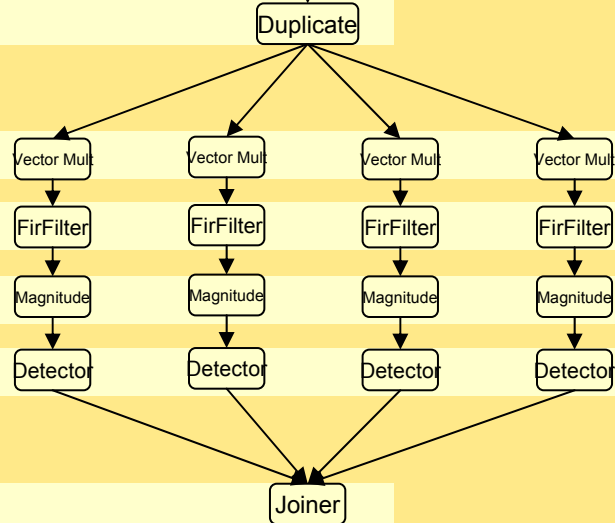 Duplicate
Vector Mult Vector Mult Vector Mult Vector Mult
FirFilter FirFilter FirFilter FirFilter
Magnitude Magnitude Magnitude Magnitude
Detector Detector Detector Detector
Joiner